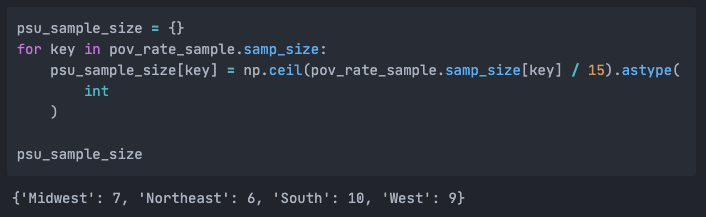 psu_sample_size = {}
for key in pov_rate_sample.samp_size:
    psu_sample_size[key] = np.ceil(pov_rate_sample.samp_size[key] / 15).astype(
        int
    )

psu_sample_size
{'Midwest': 7, 'Northeast': 6, 'South': 10, 'West': 9}